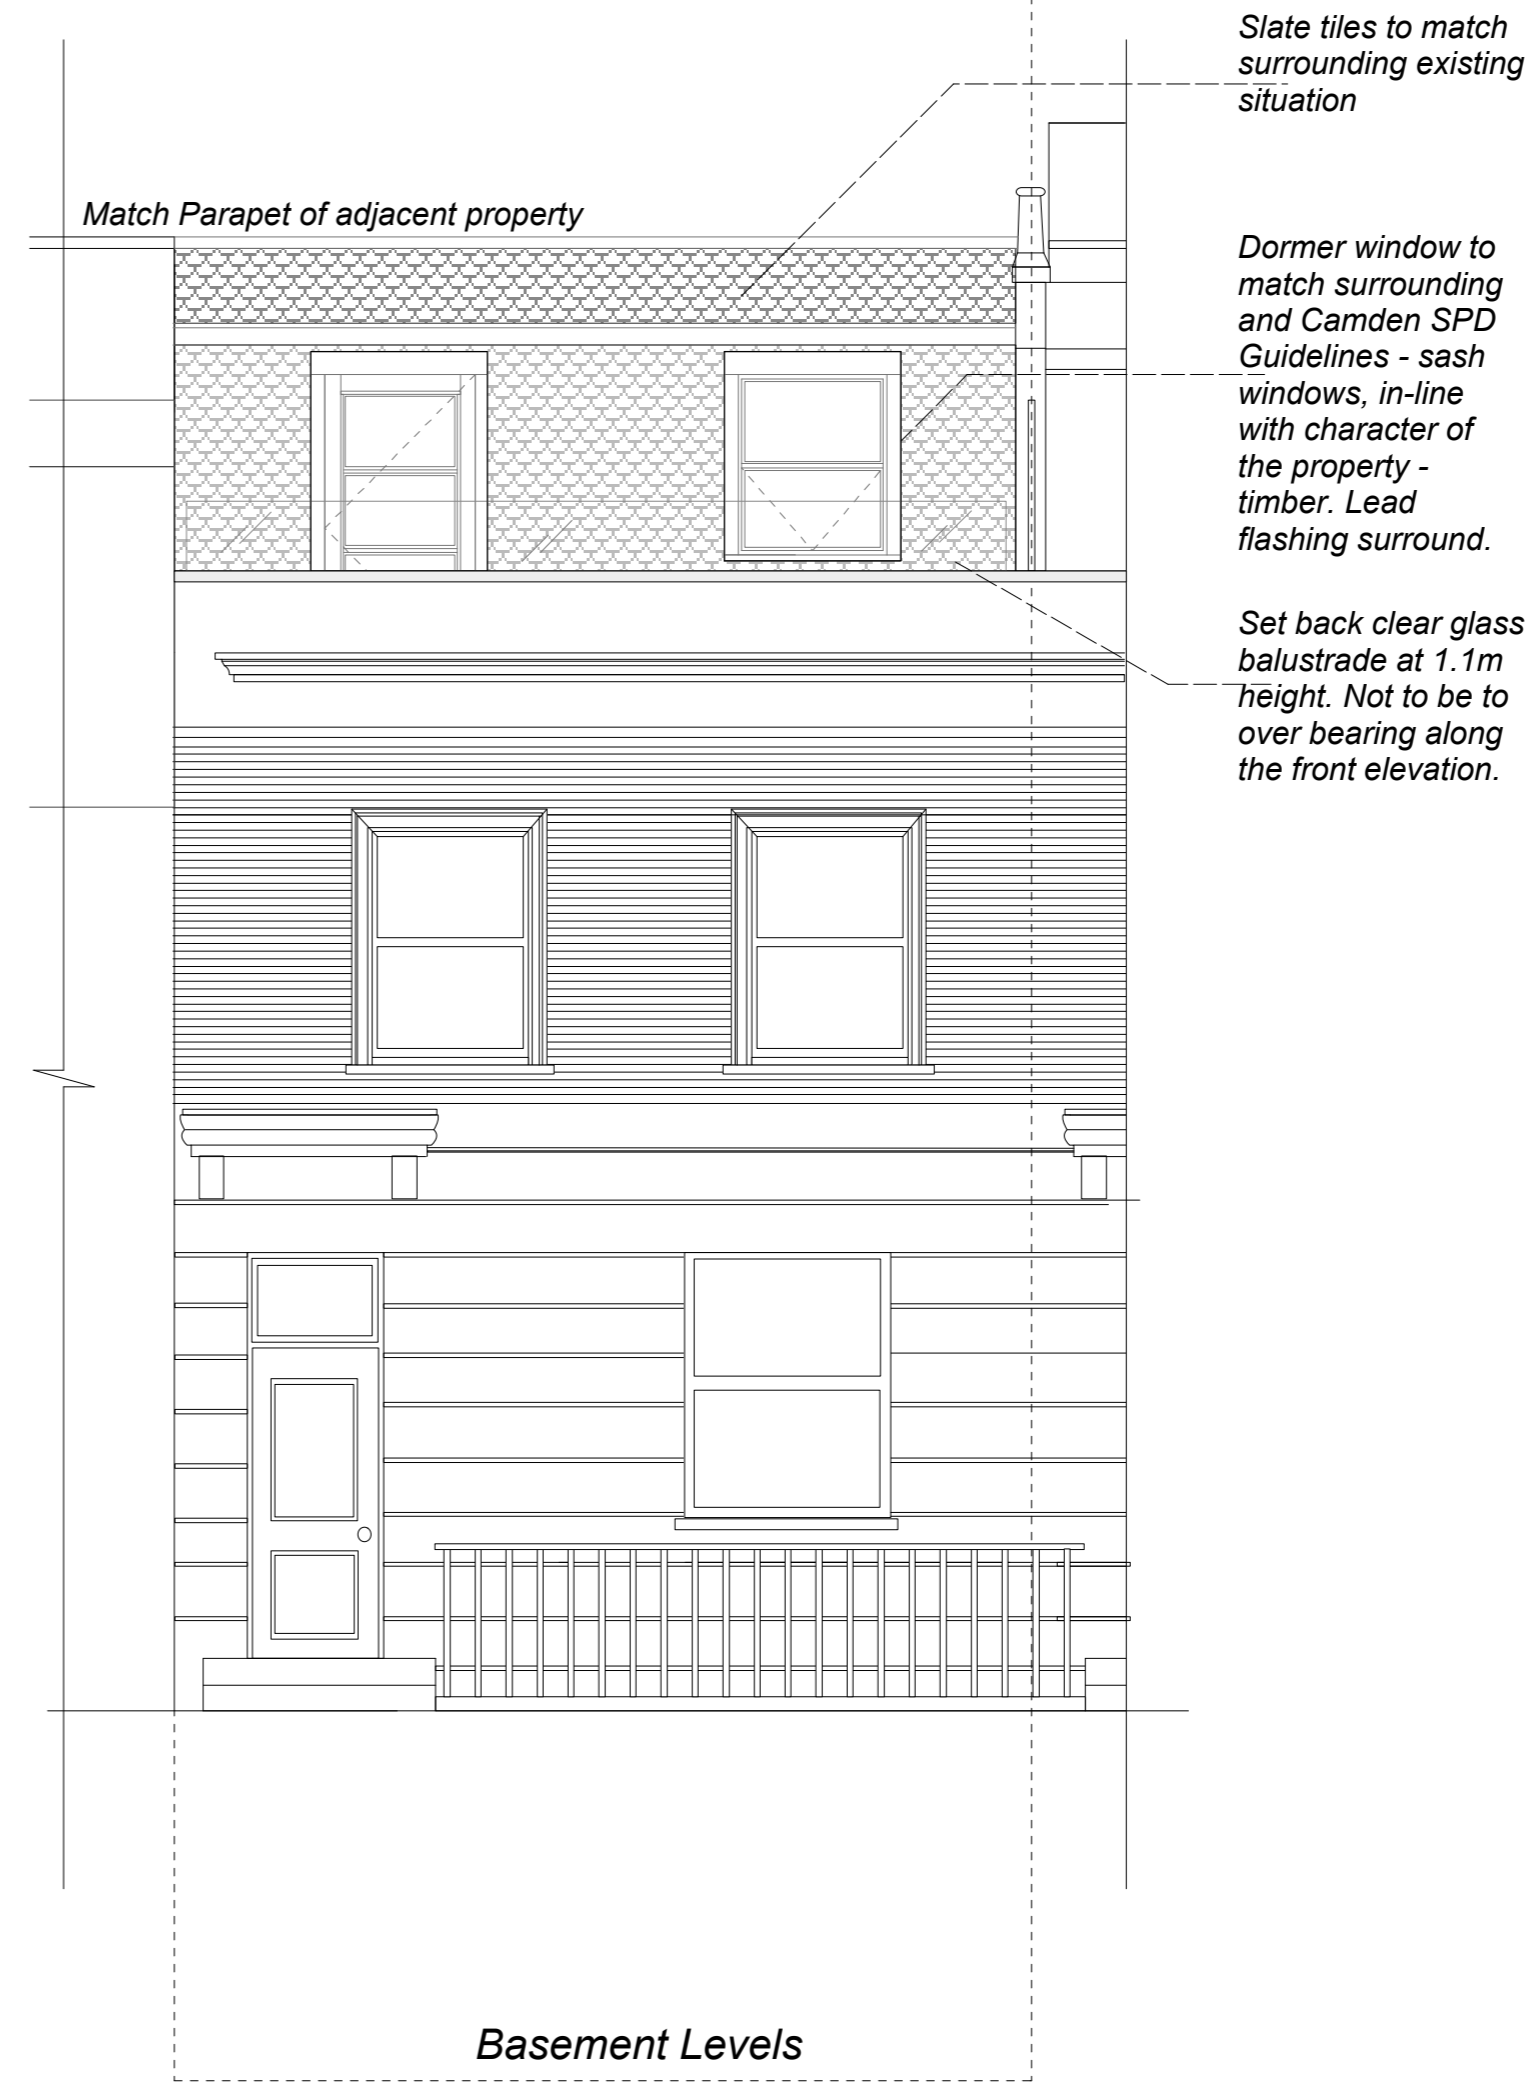 Slate tiles to match
surrounding existing
situation
Match Parapet of adjacent property
Dormer window to
match surrounding
and Camden SPD
Guidelines - sash
windows, in-line
with character of
the property -
timber. Lead
flashing surround.
Set back clear glass
balustrade at 1.1m
height. Not to be to
over bearing along
the front elevation.
Basement Levels